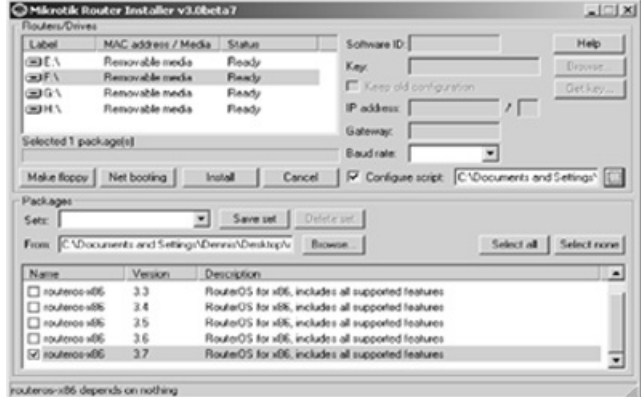 Mikrotik Router Installer v3.0beta7
Routers/Drives
Label MAC address / Media Status
E:\ Removable media Ready
F:\ Removable media Ready
G:\ Removable media Ready
H:\ Removable media Ready
Selected 1 package(s)
Software ID: Help
Key: Browse...
Keep old configuration Get key...
IP address: /
Gateway:
Baud rate:
Make floppy Net booting Install Cancel Configure script: C:\Documents and Settings\
Packages
Sets: Save set Delete set
From: C:\Documents and Settings\Dennis\Desktop\ Browse... Select all Select none
Name Version Description
routeros-x86 3.3 RouterOS for x86, includes all supported features
routeros-x86 3.4 RouterOS for x86, includes all supported features
routeros-x86 3.5 RouterOS for x86, includes all supported features
routeros-x86 3.6 RouterOS for x86, includes all supported features
routeros-x86 3.7 RouterOS for x86, includes all supported features
routeros-x86 depends on nothing